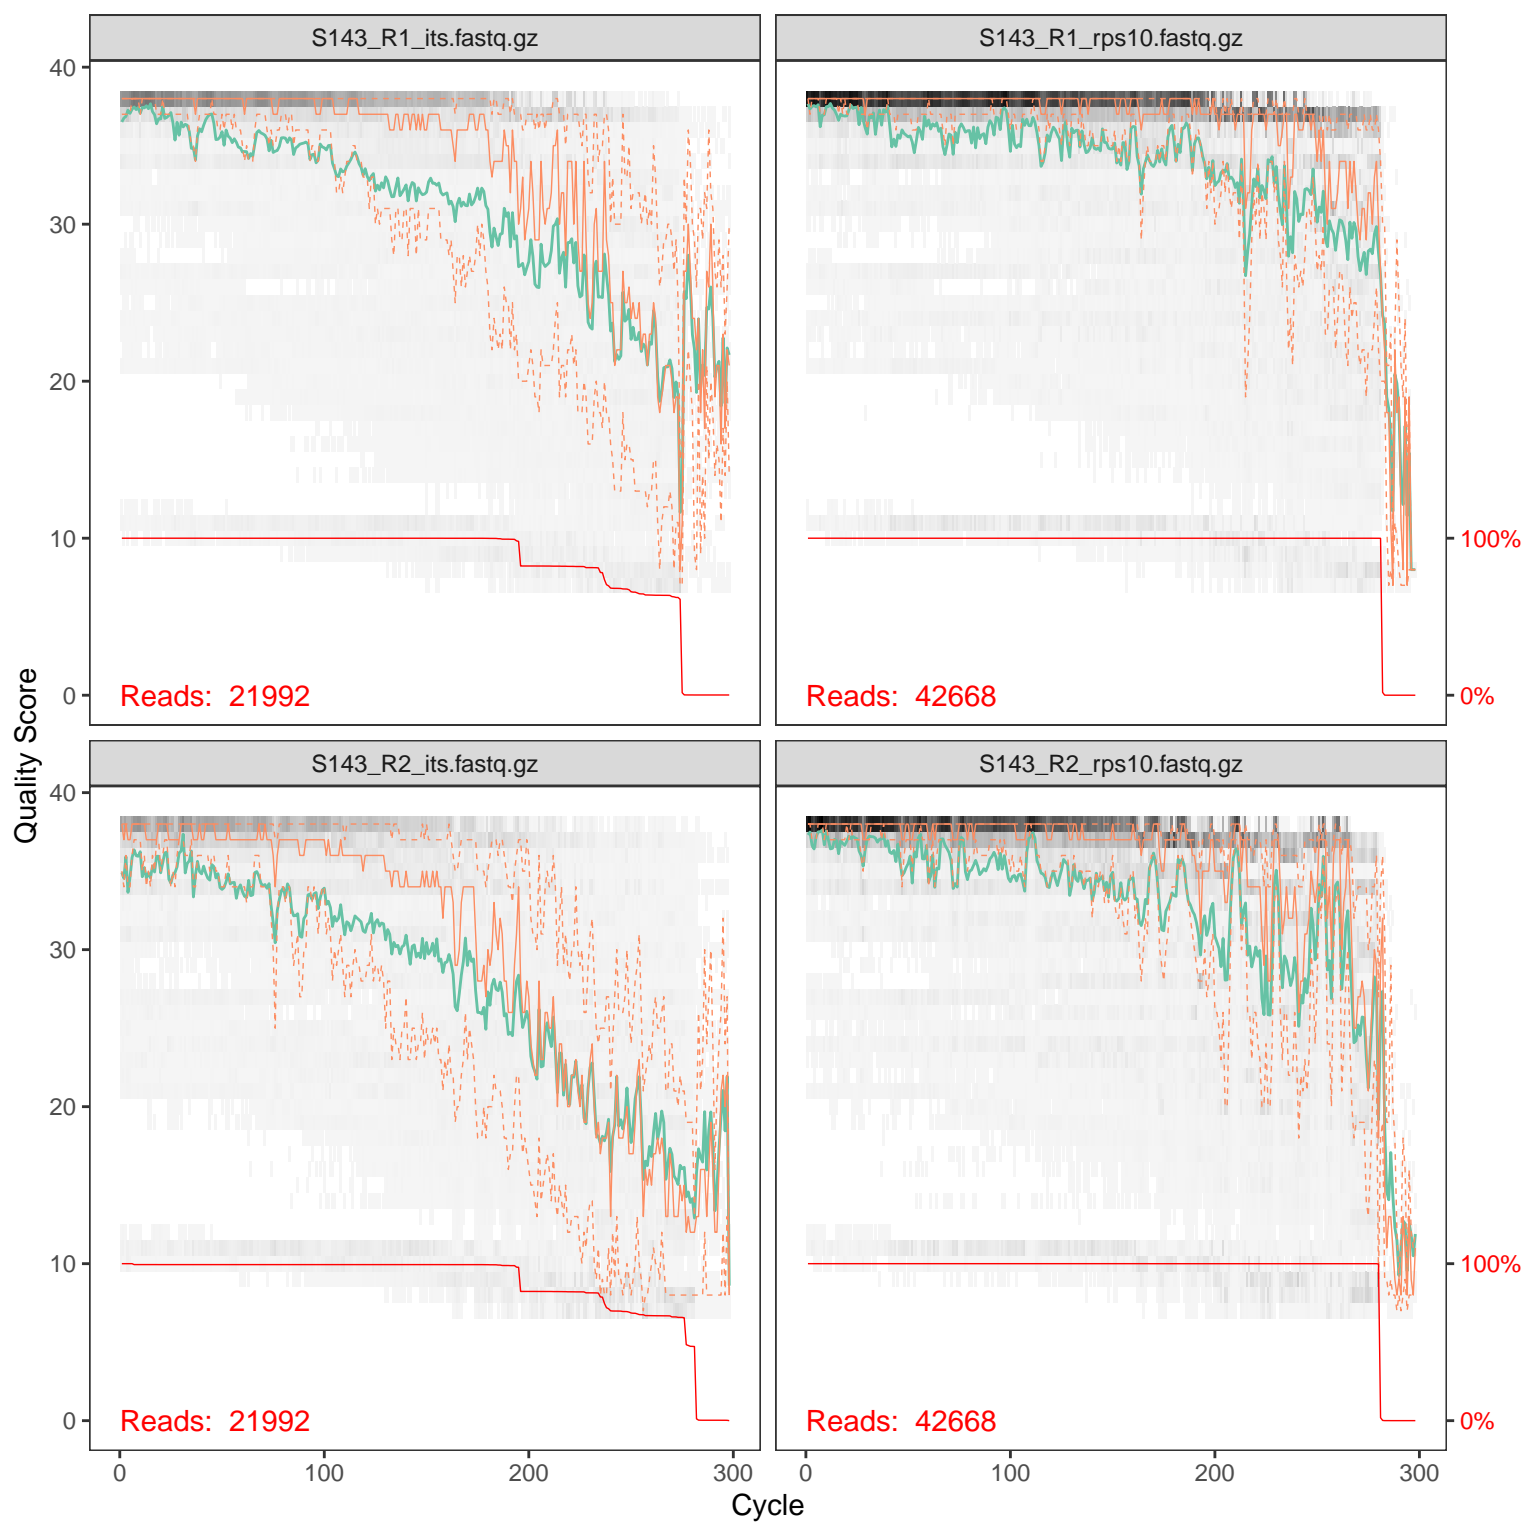 S143_R1_its.fastq.gz
S143_R1_rps10.fastq.gz
40
30
20
10
0
100%
0%
Reads: 21992
Reads: 42668
Quality Score
S143_R2_its.fastq.gz
S143_R2_rps10.fastq.gz
40
30
20
10
0
100%
0%
Reads: 21992
Reads: 42668
0
100
200
300
0
100
200
300
Cycle